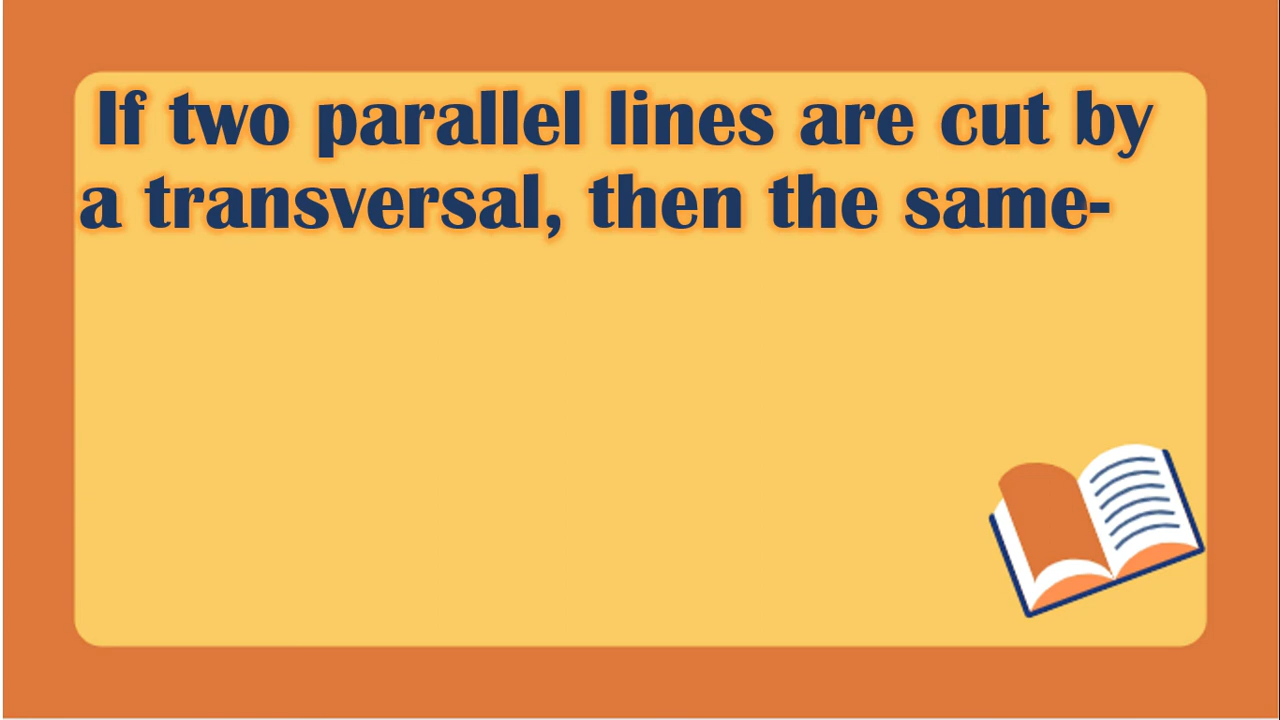 If two parallel lines are cut by
a transversal, then the same-